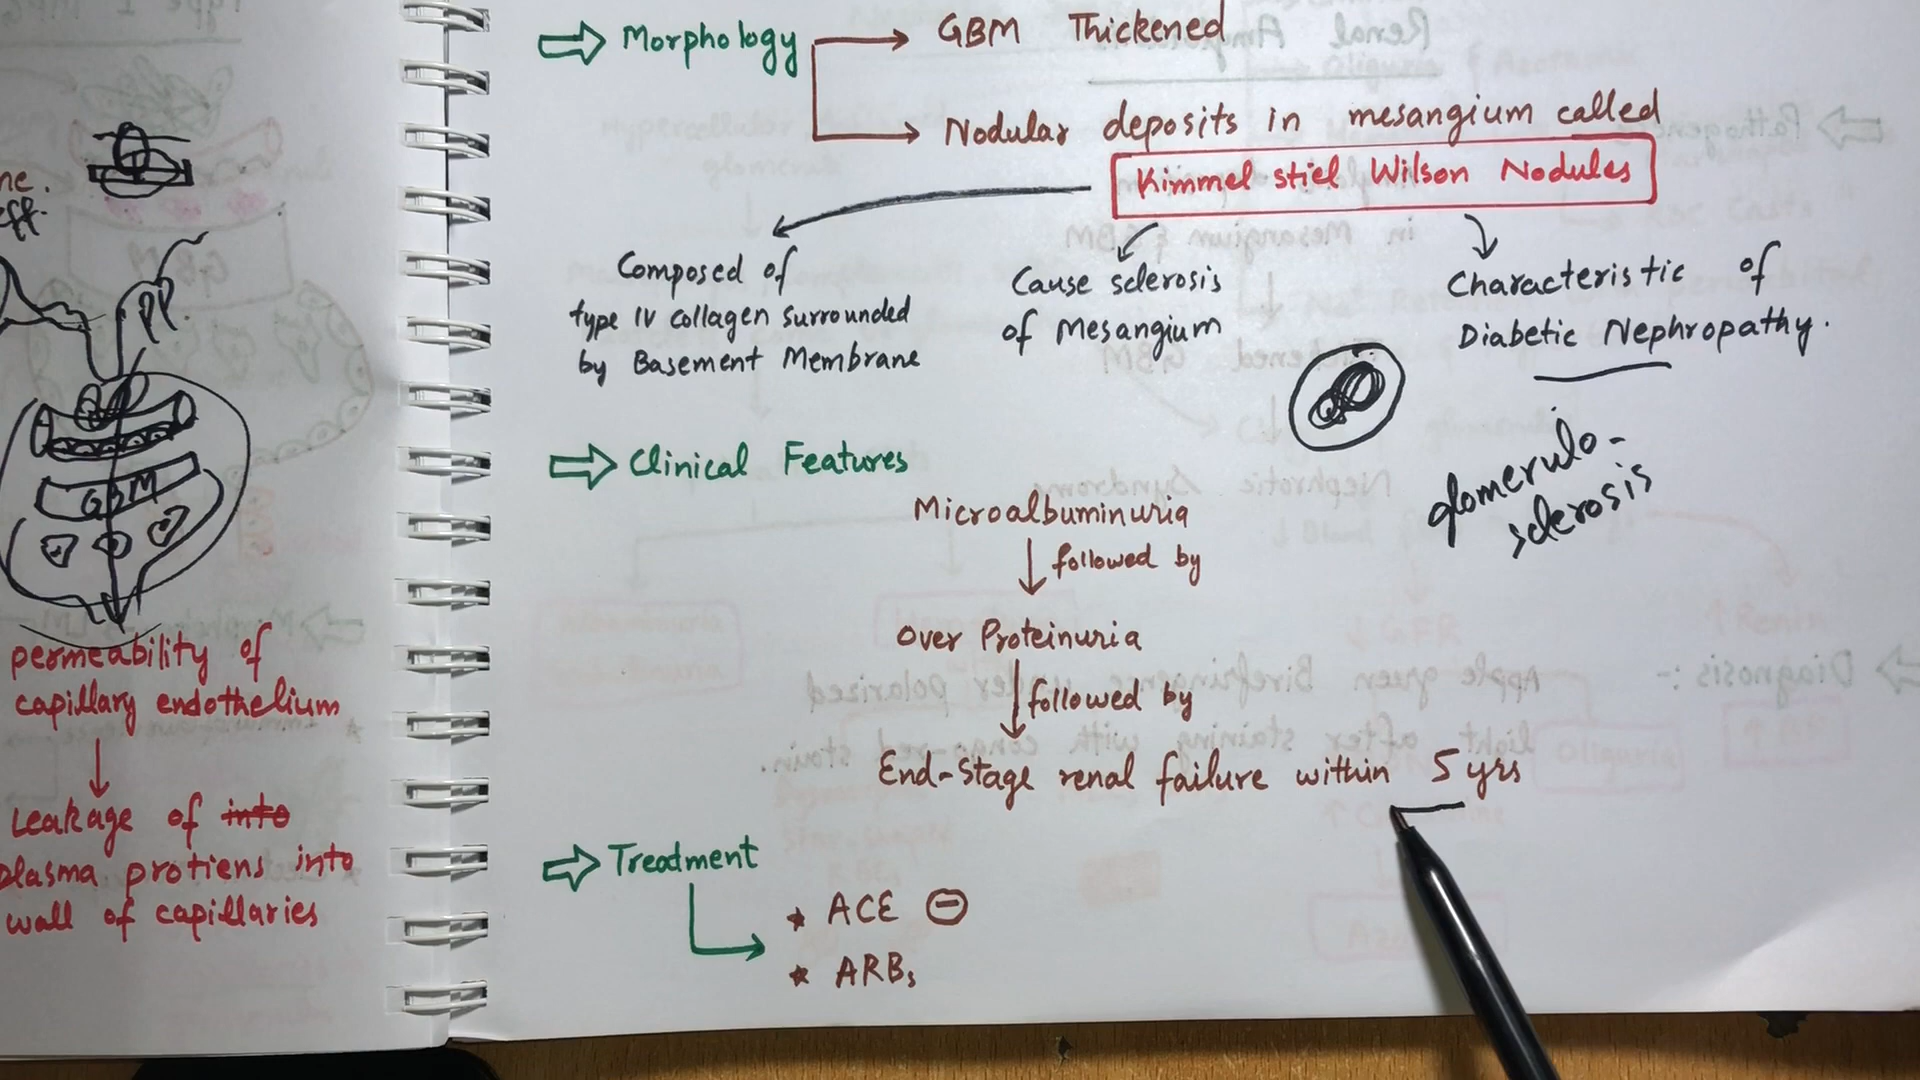 ne.
eff.
PP
GBM
permeability of
capillary endothelium
Leakage of into
plasma protiens into
wall of capillaries
Morphology
GBM Thickened
Nodular deposits in mesangium called
Kimmel stiel Wilson Nodules
Composed of
type IV collagen surrounded
by Basement Membrane
Cause sclerosis
of Mesangium
Characteristic of
Diabetic Nephropathy.
glomerulo-
sclerosis
Clinical Features
Microalbuminuria
followed by
Over Proteinuria
followed by
End-Stage renal failure within 5 yrs
Treatment
* ACE ⊖
* ARBs